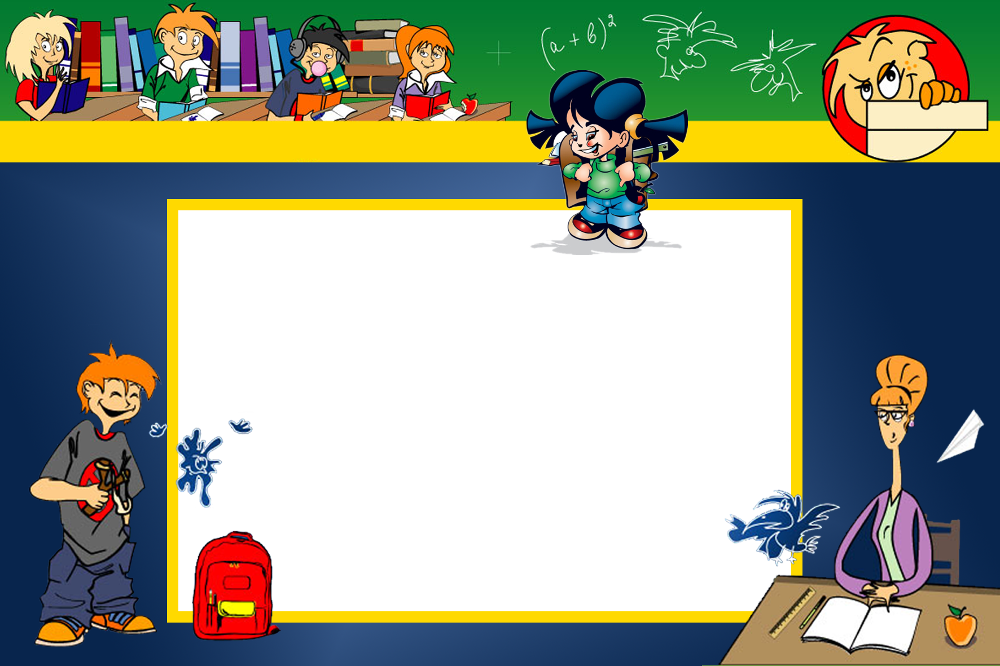 (a + b)²